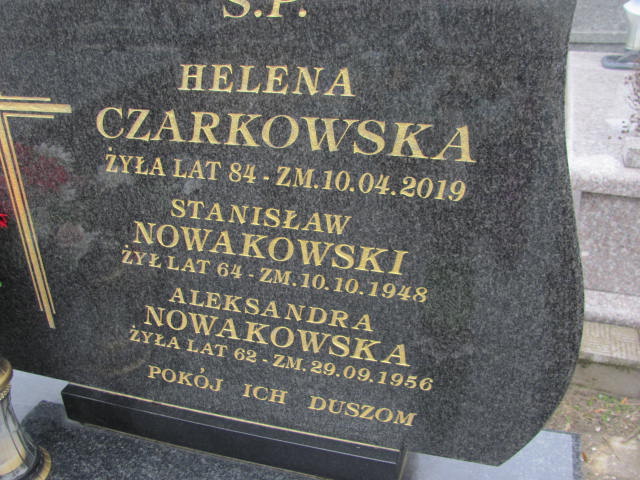 Ś.P.
HELENA
CZARKOWSKA
ŻYŁA LAT 84 - ZM.10.04.2019
STANISŁAW
NOWAKOWSKI
ŻYŁ LAT 64 - ZM.10.10.1948
ALEKSANDRA
NOWAKOWSKA
ŻYŁA LAT 62 - ZM.29.09.1956
POKÓJ ICH DUSZOM